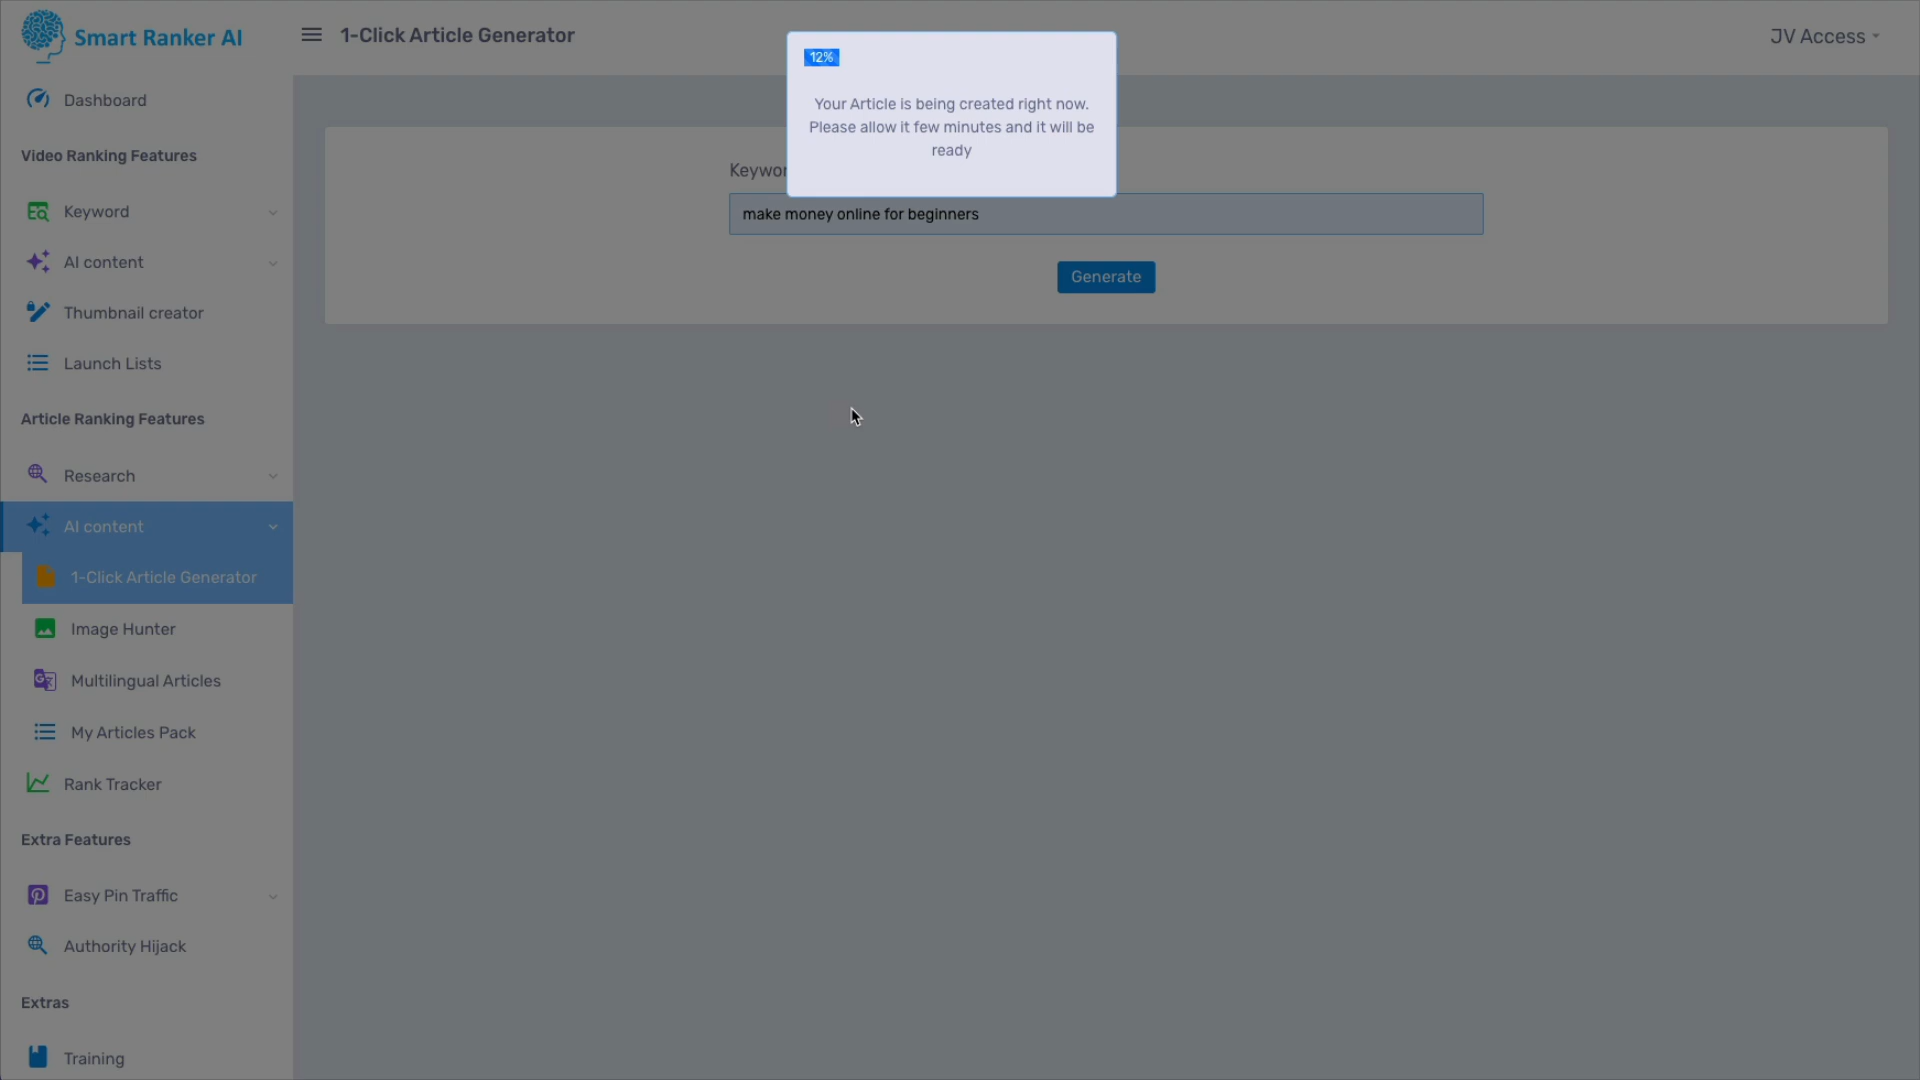 Smart Ranker AI
1-Click Article Generator
JV Access
12%
Your Article is being created right now.
Please allow it few minutes and it will be
ready
Dashboard
Video Ranking Features
Keyword
AI content
Thumbnail creator
Launch Lists
Article Ranking Features
Research
AI content
1-Click Article Generator
Image Hunter
Multilingual Articles
My Articles Pack
Rank Tracker
Extra Features
Easy Pin Traffic
Authority Hijack
Extras
Training
make money online for beginners
Generate